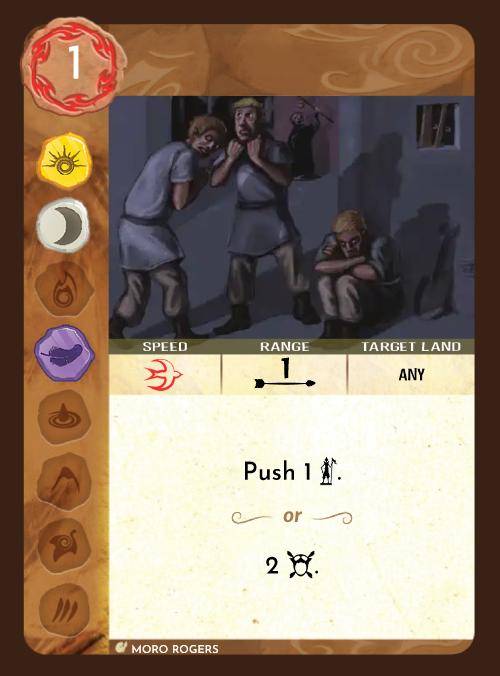 1
SPEED RANGE TARGET LAND
1 ANY
Push 1 .
or
2 .
MORO ROGERS